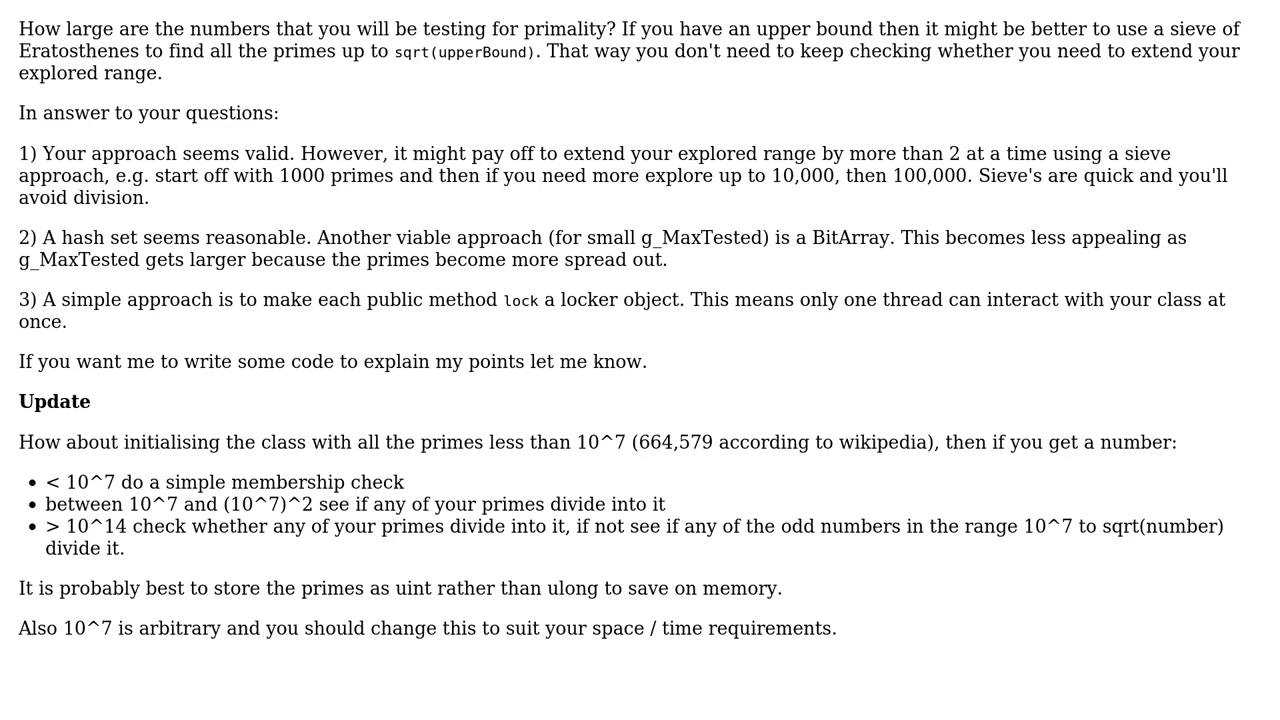 How large are the numbers that you will be testing for primality? If you have an upper bound then it might be better to use a sieve of
Eratosthenes to find all the primes up to sqrt(upperBound). That way you don't need to keep checking whether you need to extend your
explored range.
In answer to your questions:
1) Your approach seems valid. However, it might pay off to extend your explored range by more than 2 at a time using a sieve
approach, e.g. start off with 1000 primes and then if you need more explore up to 10,000, then 100,000. Sieve's are quick and you'll
avoid division.
2) A hash set seems reasonable. Another viable approach (for small g_MaxTested) is a BitArray. This becomes less appealing as
g_MaxTested gets larger because the primes become more spread out.
3) A simple approach is to make each public method lock a locker object. This means only one thread can interact with your class at
once.
If you want me to write some code to explain my points let me know.
Update
How about initialising the class with all the primes less than 10^7 (664,579 according to wikipedia), then if you get a number:
• < 10^7 do a simple membership check
• between 10^7 and (10^7)^2 see if any of your primes divide into it
• > 10^14 check whether any of your primes divide into it, if not see if any of the odd numbers in the range 10^7 to sqrt(number)
divide it.
It is probably best to store the primes as uint rather than ulong to save on memory.
Also 10^7 is arbitrary and you should change this to suit your space / time requirements.